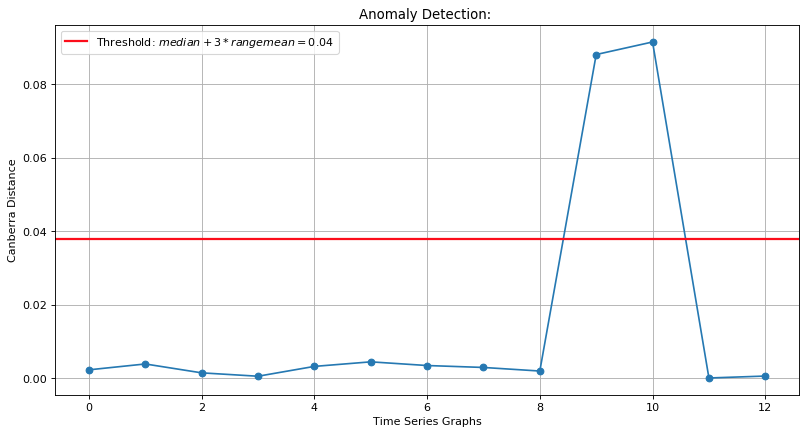 Anomaly Detection:
Threshold: median + 3 * rangemean = 0.04
0.08
0.06
0.04
0.02
0.00
Canberra Distance
0 2 4 6 8 10 12
Time Series Graphs